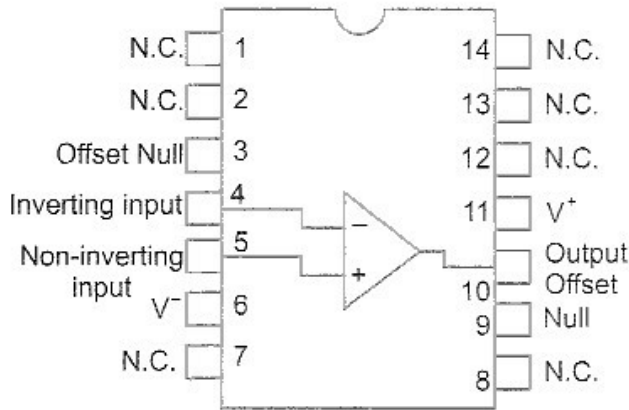 N.C. 1
N.C. 2
Offset Null 3
Inverting input 4
Non-inverting 5
input
V⁻ 6
N.C. 7
−
+
14 N.C.
13 N.C.
12 N.C.
11 V⁺
Output
10 Offset
9 Null
8 N.C.